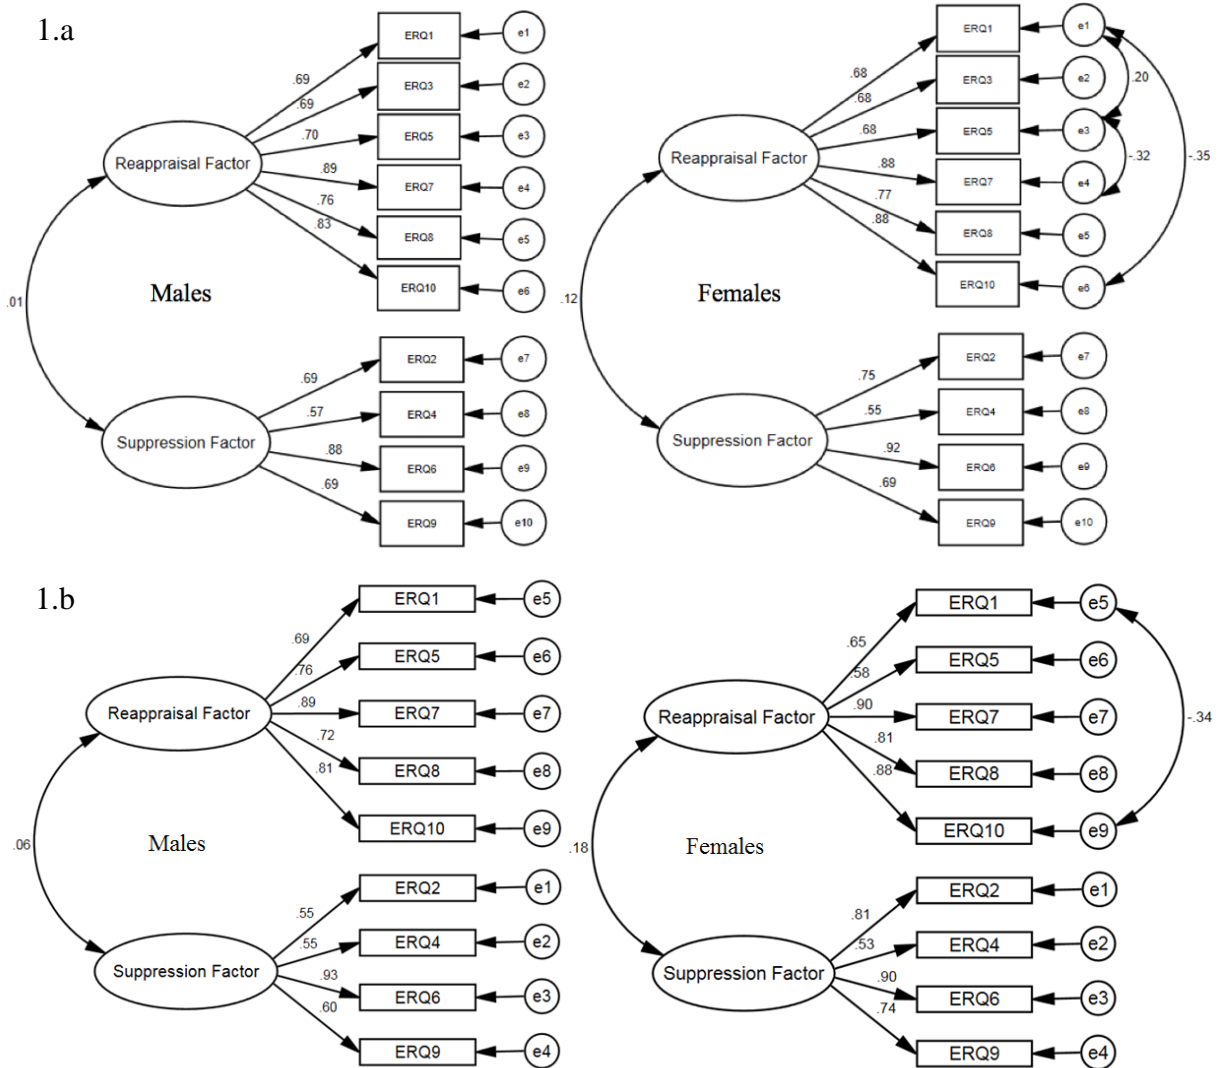 1.a
ERQ1
e1
.69
ERQ3
e2
.69
ERQ5
e3
.70
Reappraisal Factor
ERQ7
e4
.89
ERQ8
e5
.76
ERQ10
e6
.83
.01
Males
ERQ2
e7
.69
ERQ4
e8
.57
Suppression Factor
ERQ6
e9
.88
ERQ9
e10
.69
ERQ1
e1
.68
.20
ERQ3
e2
.68
ERQ5
e3
.68
Reappraisal Factor
-.32
-.35
ERQ7
e4
.88
ERQ8
e5
.77
ERQ10
e6
.88
.12
Females
ERQ2
e7
.75
ERQ4
e8
.55
Suppression Factor
ERQ6
e9
.92
ERQ9
e10
.69
1.b
ERQ1
e5
.69
ERQ5
e6
.76
Reappraisal Factor
ERQ7
e7
.89
ERQ8
e8
.72
ERQ10
e9
.81
.06
Males
ERQ2
e1
.55
ERQ4
e2
.55
Suppression Factor
ERQ6
e3
.93
ERQ9
e4
.60
ERQ1
e5
.65
ERQ5
e6
.58
Reappraisal Factor
ERQ7
e7
.90
-.34
ERQ8
e8
.81
ERQ10
e9
.88
.18
Females
ERQ2
e1
.81
ERQ4
e2
.53
Suppression Factor
ERQ6
e3
.90
ERQ9
e4
.74